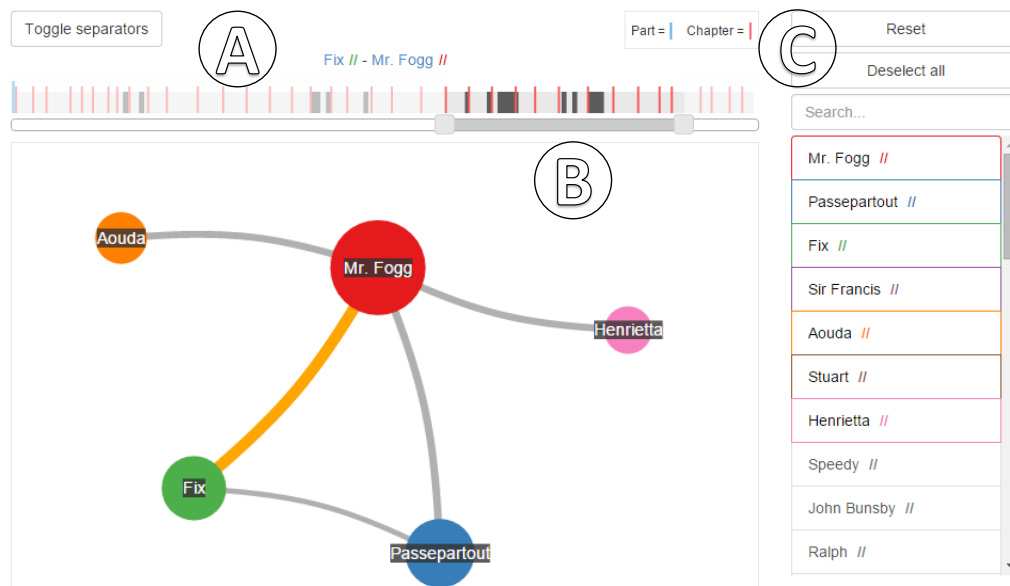 Toggle separators
A
Part = Chapter =
C
Reset
Fix // - Mr. Fogg //
Deselect all
Search...
B
Mr. Fogg //
Passepartout //
Fix //
Sir Francis //
Aouda //
Stuart //
Henrietta //
Speedy //
John Bunsby //
Ralph //
Aouda
Mr. Fogg
Henrietta
Fix
Passepartout